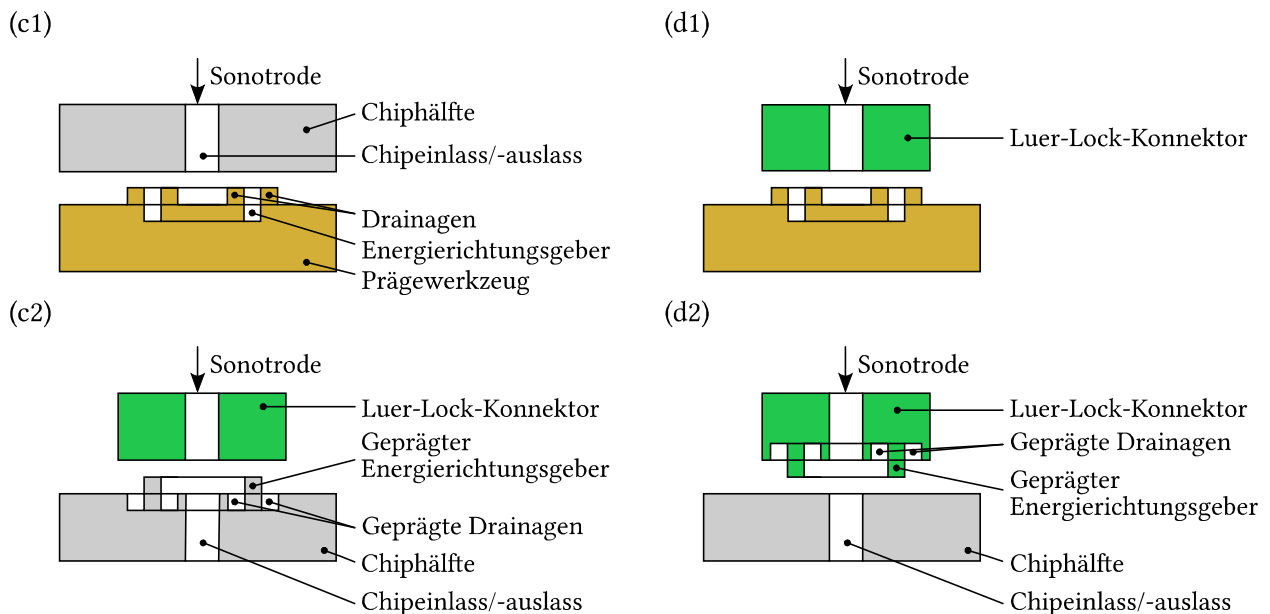 (c1)
Sonotrode
Chiphälfte
Chipeinlass/-auslass
Drainagen
Energierichtungsgeber
Prägewerkzeug
(d1)
Sonotrode
Luer-Lock-Konnektor
(c2)
Sonotrode
Luer-Lock-Konnektor
Geprägter
Energierichtungsgeber
Geprägte Drainagen
Chiphälfte
Chipeinlass/-auslass
(d2)
Sonotrode
Luer-Lock-Konnektor
Geprägte Drainagen
Geprägter
Energierichtungsgeber
Chiphälfte
Chipeinlass/-auslass